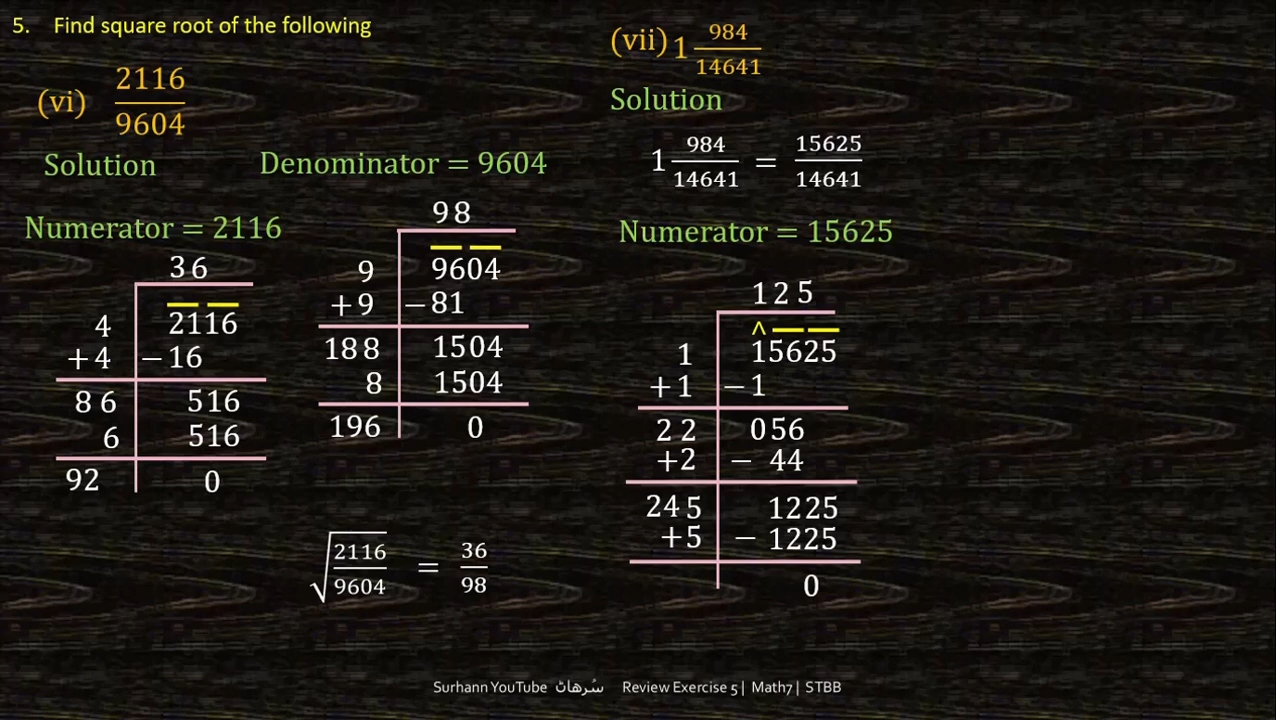 5. Find square root of the following
(vi) 2116/9604
Solution
Numerator = 2116
36
4 2116
+4 −16
86 516
6 516
92 0
Denominator = 9604
98
9 9604
+9 −81
188 1504
8 1504
196 0
√(2116/9604) = 36/98
(vii) 1 984/14641
Solution
1 984/14641 = 15625/14641
Numerator = 15625
125
^
1 15625
+1 −1
22 056
+2 − 44
245 1225
+5 − 1225
0
Surhann YouTube سُرهاڻ Review Exercise 5 | Math7 | STBB